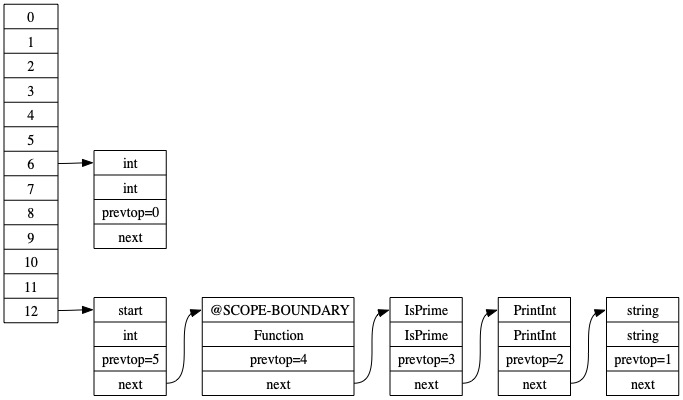 0
1
2
3
4
5
6
7
8
9
10
11
12
int
int
prevtop=0
next
start
int
prevtop=5
next
@SCOPE-BOUNDARY
Function
prevtop=4
next
IsPrime
IsPrime
prevtop=3
next
PrintInt
PrintInt
prevtop=2
next
string
string
prevtop=1
next